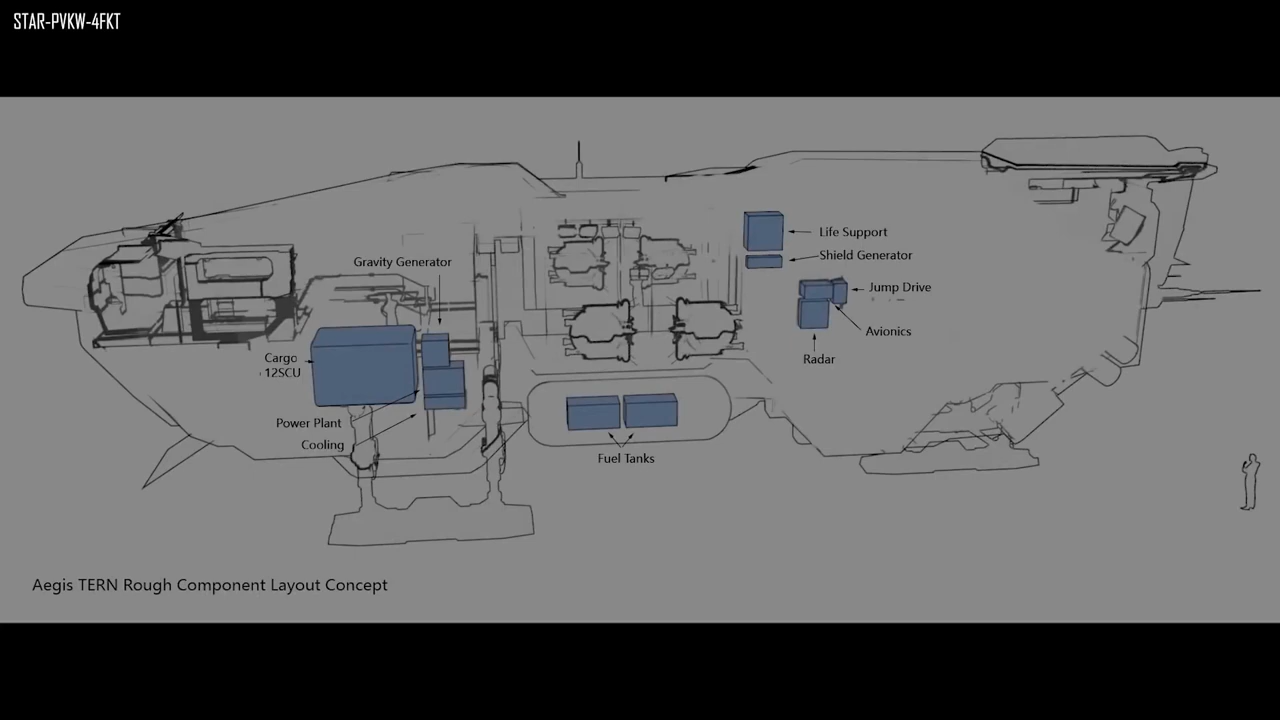 STAR-PVKW-4FKT
Life Support
Shield Generator
Gravity Generator
Jump Drive
Avionics
Radar
Cargo
12SCU
Power Plant
Cooling
Fuel Tanks
Aegis TERN Rough Component Layout Concept